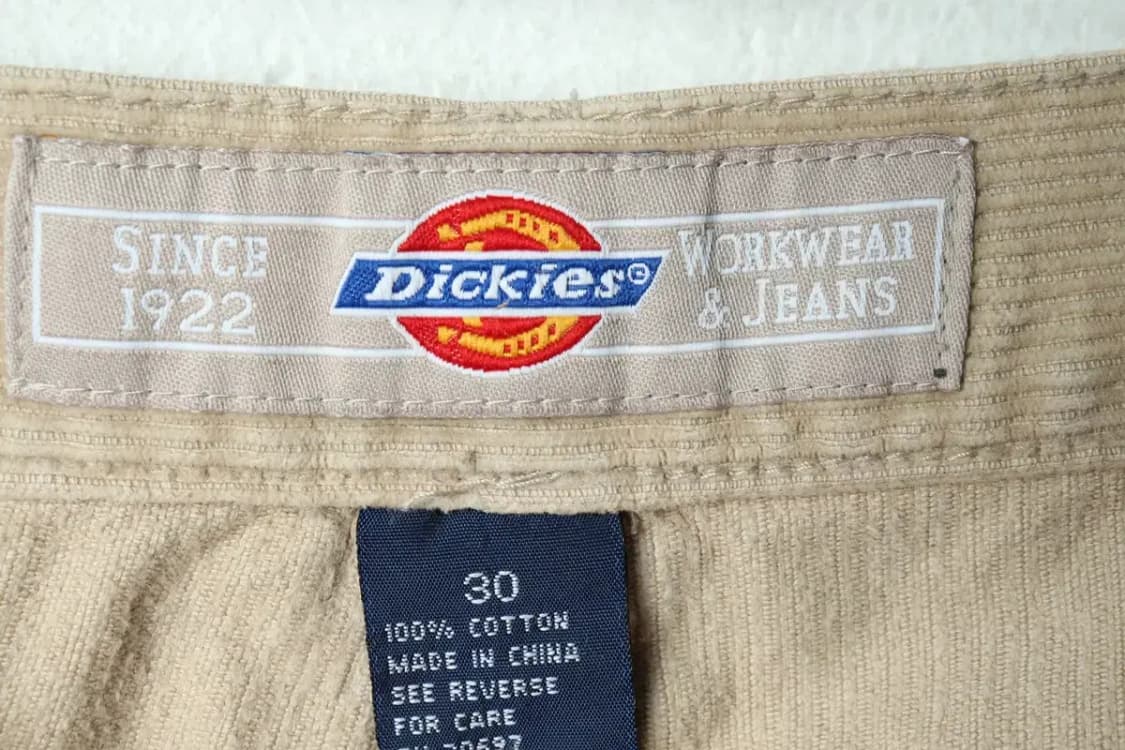 SINCE
1922
Dickies®
WORKWEAR
& JEANS
30
100% COTTON
MADE IN CHINA
SEE REVERSE
FOR CARE